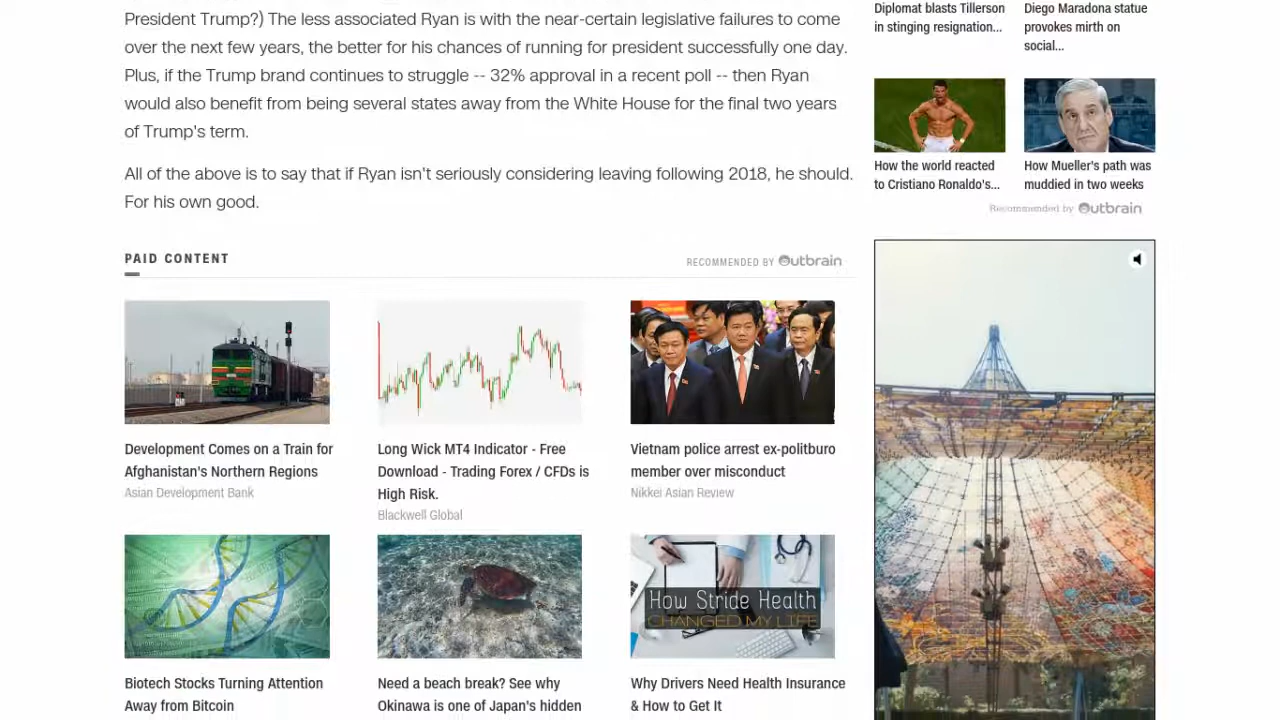 President Trump?) The less associated Ryan is with the near-certain legislative failures to come
over the next few years, the better for his chances of running for president successfully one day.
Plus, if the Trump brand continues to struggle -- 32% approval in a recent poll -- then Ryan
would also benefit from being several states away from the White House for the final two years
of Trump's term.
All of the above is to say that if Ryan isn't seriously considering leaving following 2018, he should.
For his own good.
Diplomat blasts Tillerson
in stinging resignation...
Diego Maradona statue
provokes mirth on
social...
How the world reacted
to Cristiano Ronaldo's...
How Mueller's path was
muddied in two weeks
Recommended by Outbrain
PAID CONTENT
RECOMMENDED BY Outbrain
Development Comes on a Train for
Afghanistan's Northern Regions
Asian Development Bank
Long Wick MT4 Indicator - Free
Download - Trading Forex / CFDs is
High Risk.
Blackwell Global
Vietnam police arrest ex-politburo
member over misconduct
Nikkei Asian Review
Biotech Stocks Turning Attention
Away from Bitcoin
Need a beach break? See why
Okinawa is one of Japan's hidden
How Stride Health
CHANGED MY LIFE
Why Drivers Need Health Insurance
& How to Get It